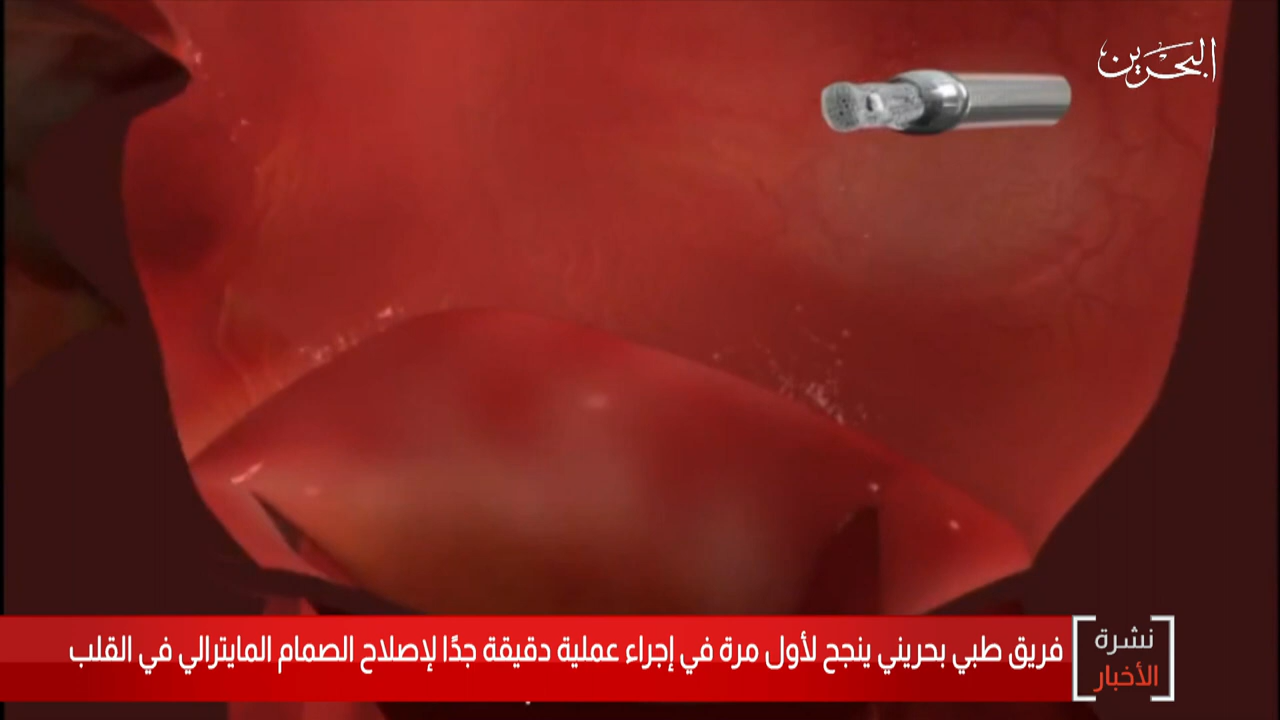 البحرين
نشرة
الأخبار
فريق طبي بحريني ينجح لأول مرة في إجراء عملية دقيقة جدًا لإصلاح الصمام المايترالي في القلب